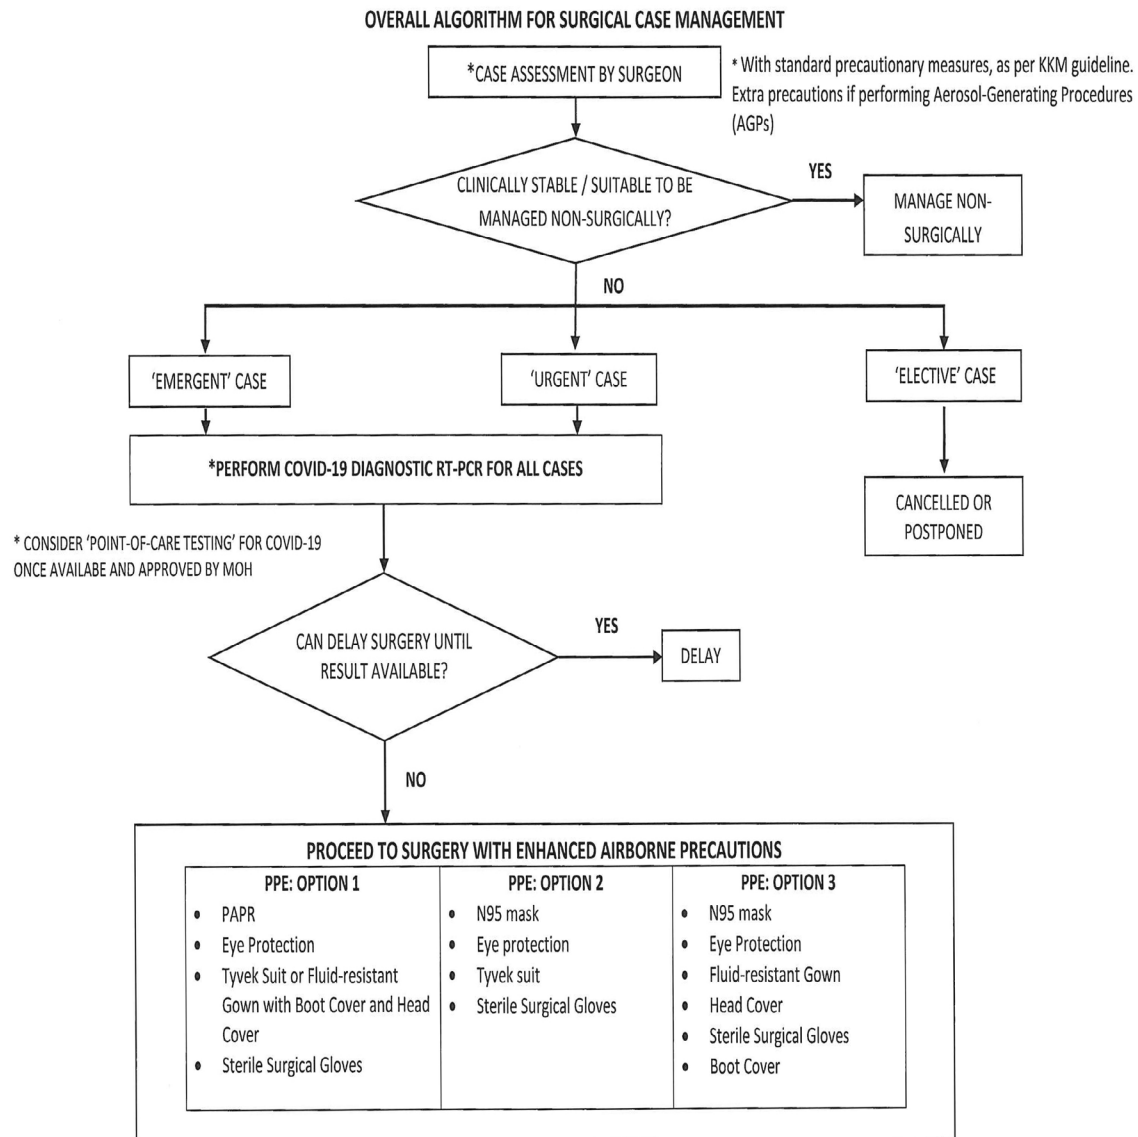 OVERALL ALGORITHM FOR SURGICAL CASE MANAGEMENT
*CASE ASSESSMENT BY SURGEON
* With standard precautionary measures, as per KKM guideline.
Extra precautions if performing Aerosol-Generating Procedures
(AGPs)
CLINICALLY STABLE / SUITABLE TO BE
MANAGED NON-SURGICALLY?
YES
MANAGE NON-
SURGICALLY
NO
'EMERGENT' CASE
'URGENT' CASE
'ELECTIVE' CASE
*PERFORM COVID-19 DIAGNOSTIC RT-PCR FOR ALL CASES
CANCELLED OR
POSTPONED
* CONSIDER 'POINT-OF-CARE TESTING' FOR COVID-19
ONCE AVAILABE AND APPROVED BY MOH
CAN DELAY SURGERY UNTIL
RESULT AVAILABLE?
YES
DELAY
NO
PROCEED TO SURGERY WITH ENHANCED AIRBORNE PRECAUTIONS
PPE: OPTION 1
• PAPR
• Eye Protection
• Tyvek Suit or Fluid-resistant
Gown with Boot Cover and Head
Cover
• Sterile Surgical Gloves
PPE: OPTION 2
• N95 mask
• Eye protection
• Tyvek suit
• Sterile Surgical Gloves
PPE: OPTION 3
• N95 mask
• Eye Protection
• Fluid-resistant Gown
• Head Cover
• Sterile Surgical Gloves
• Boot Cover